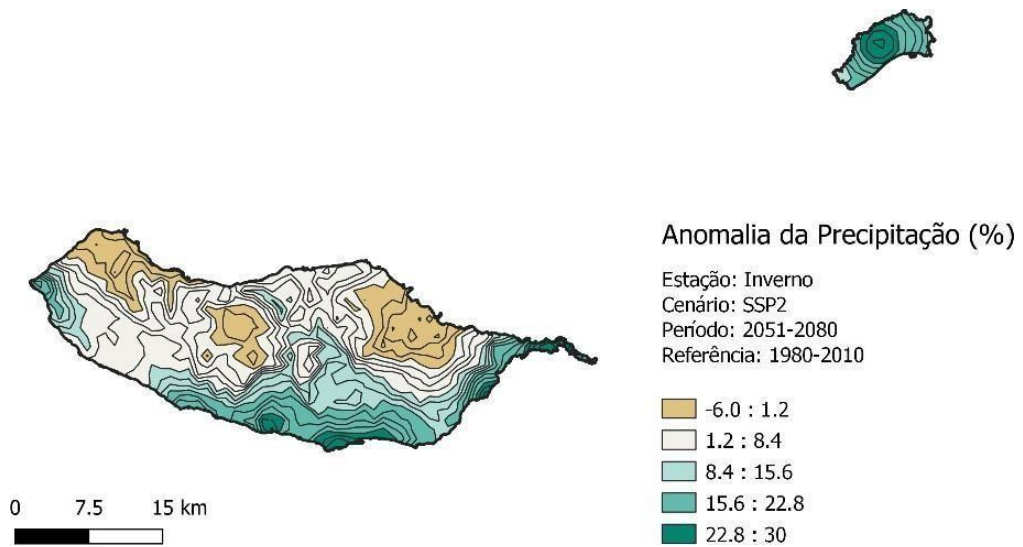 Anomalia da Precipitação (%)
Estação: Inverno
Cenário: SSP2
Período: 2051-2080
Referência: 1980-2010
-6.0 : 1.2
1.2 : 8.4
8.4 : 15.6
15.6 : 22.8
22.8 : 30
0 7.5 15 km